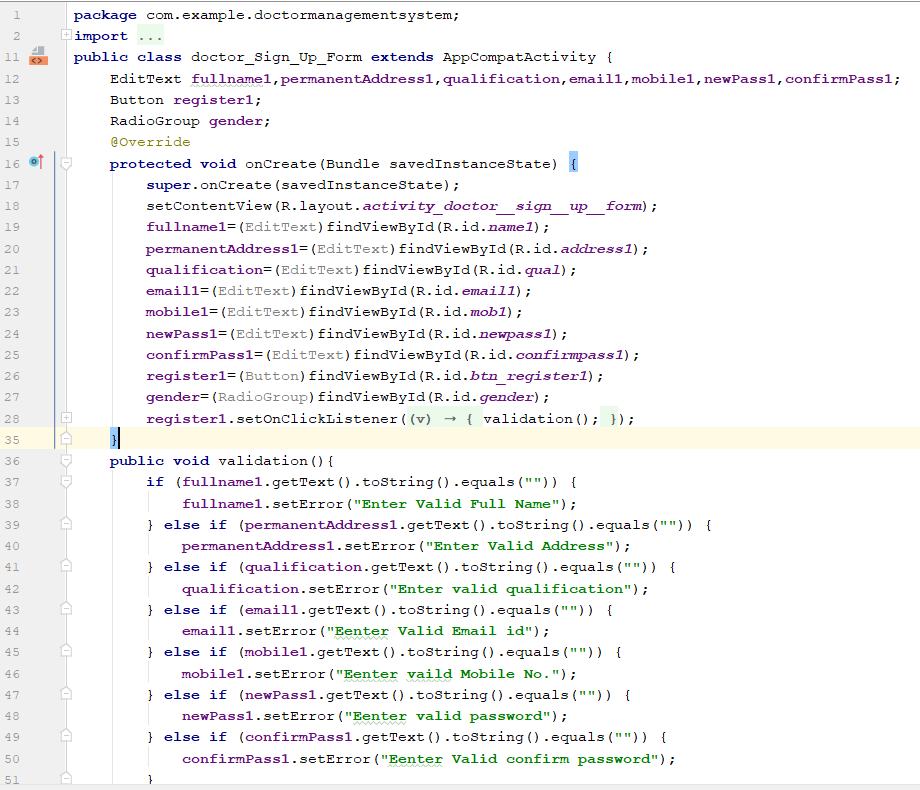 1 package com.example.doctormanagementsystem;
2 import ...
11 public class doctor_Sign_Up_Form extends AppCompatActivity {
12 EditText fullname1,permanentAddress1,qualification,email1,mobile1,newPass1,confirmPass1;
13 Button register1;
14 RadioGroup gender;
15 @Override
16 protected void onCreate(Bundle savedInstanceState) {
17 super.onCreate(savedInstanceState);
18 setContentView(R.layout.activity_doctor__sign__up__form);
19 fullname1=(EditText)findViewById(R.id.name1);
20 permanentAddress1=(EditText)findViewById(R.id.address1);
21 qualification=(EditText)findViewById(R.id.qual);
22 email1=(EditText)findViewById(R.id.email1);
23 mobile1=(EditText)findViewById(R.id.mob1);
24 newPass1=(EditText)findViewById(R.id.newpass1);
25 confirmPass1=(EditText)findViewById(R.id.confirmpass1);
26 register1=(Button)findViewById(R.id.btn_register1);
27 gender=(RadioGroup)findViewById(R.id.gender);
28 register1.setOnClickListener((v) → { validation(); });
35 }
36 public void validation(){
37 if (fullname1.getText().toString().equals("")) {
38 fullname1.setError("Enter Valid Full Name");
39 } else if (permanentAddress1.getText().toString().equals("")) {
40 permanentAddress1.setError("Enter Valid Address");
41 } else if (qualification.getText().toString().equals("")) {
42 qualification.setError("Enter valid qualification");
43 } else if (email1.getText().toString().equals("")) {
44 email1.setError("Eenter Valid Email id");
45 } else if (mobile1.getText().toString().equals("")) {
46 mobile1.setError("Eenter vaild Mobile No.");
47 } else if (newPass1.getText().toString().equals("")) {
48 newPass1.setError("Eenter valid password");
49 } else if (confirmPass1.getText().toString().equals("")) {
50 confirmPass1.setError("Eenter Valid confirm password");
51 }